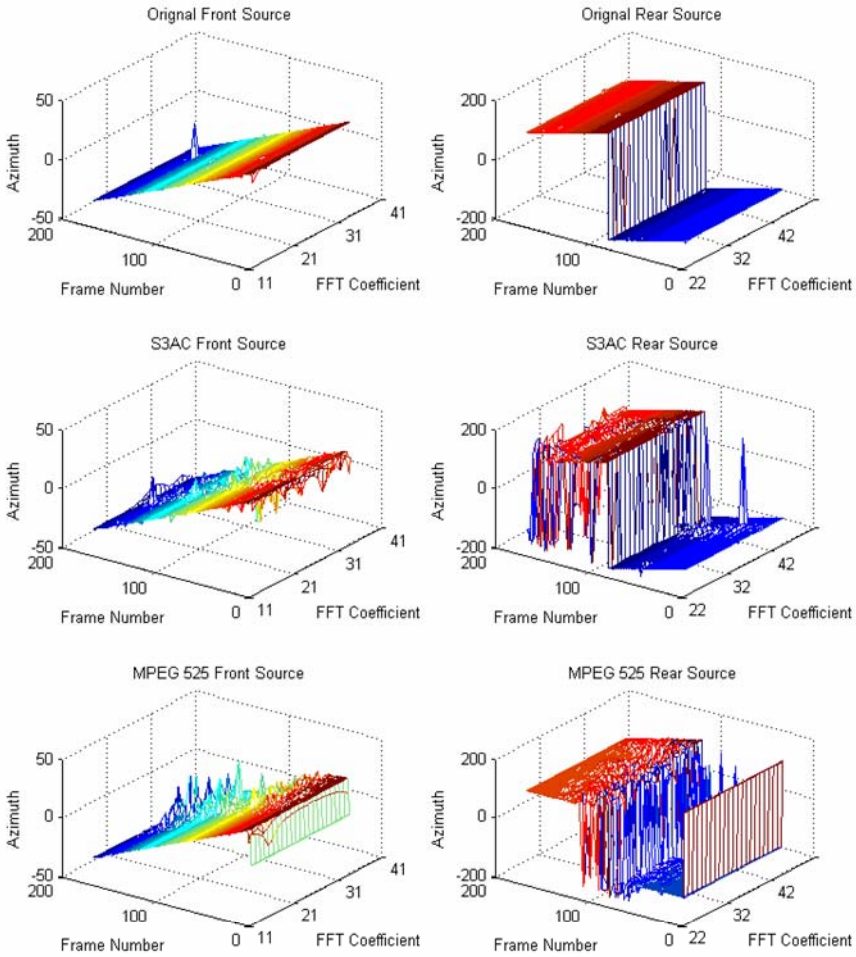 Orignal Front Source
50
0
-50
200
100
0
11
21
31
41
Azimuth
Frame Number
FFT Coefficient
Orignal Rear Source
200
0
-200
200
100
0
22
32
42
Azimuth
Frame Number
FFT Coefficient
S3AC Front Source
50
0
-50
200
100
0
11
21
31
41
Azimuth
Frame Number
FFT Coefficient
S3AC Rear Source
200
0
-200
200
100
0
22
32
42
Azimuth
Frame Number
FFT Coefficient
MPEG 525 Front Source
50
0
-50
200
100
0
11
21
31
41
Azimuth
Frame Number
FFT Coefficient
MPEG 525 Rear Source
200
0
-200
200
100
0
22
32
42
Azimuth
Frame Number
FFT Coefficient